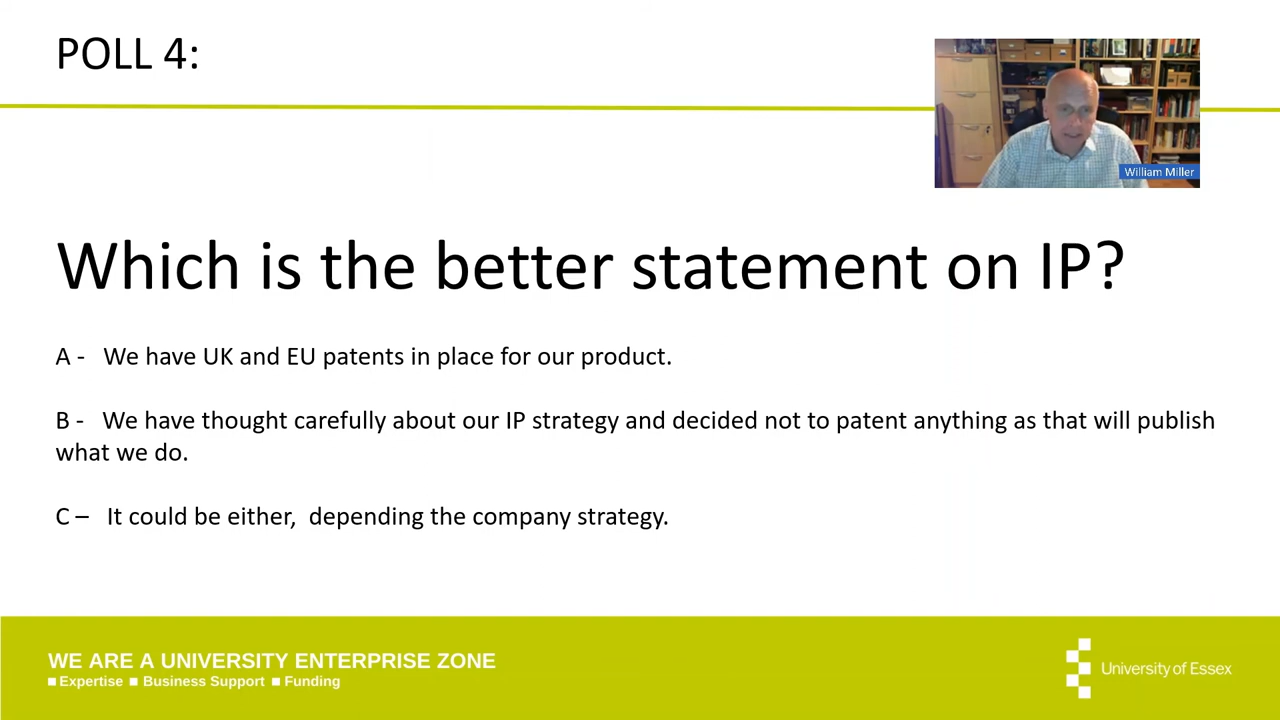 POLL 4:
William Miller
Which is the better statement on IP?
A -   We have UK and EU patents in place for our product.
B -   We have thought carefully about our IP strategy and decided not to patent anything as that will publish
what we do.
C –   It could be either,  depending the company strategy.
WE ARE A UNIVERSITY ENTERPRISE ZONE
■ Expertise ■ Business Support ■ Funding
University of Essex